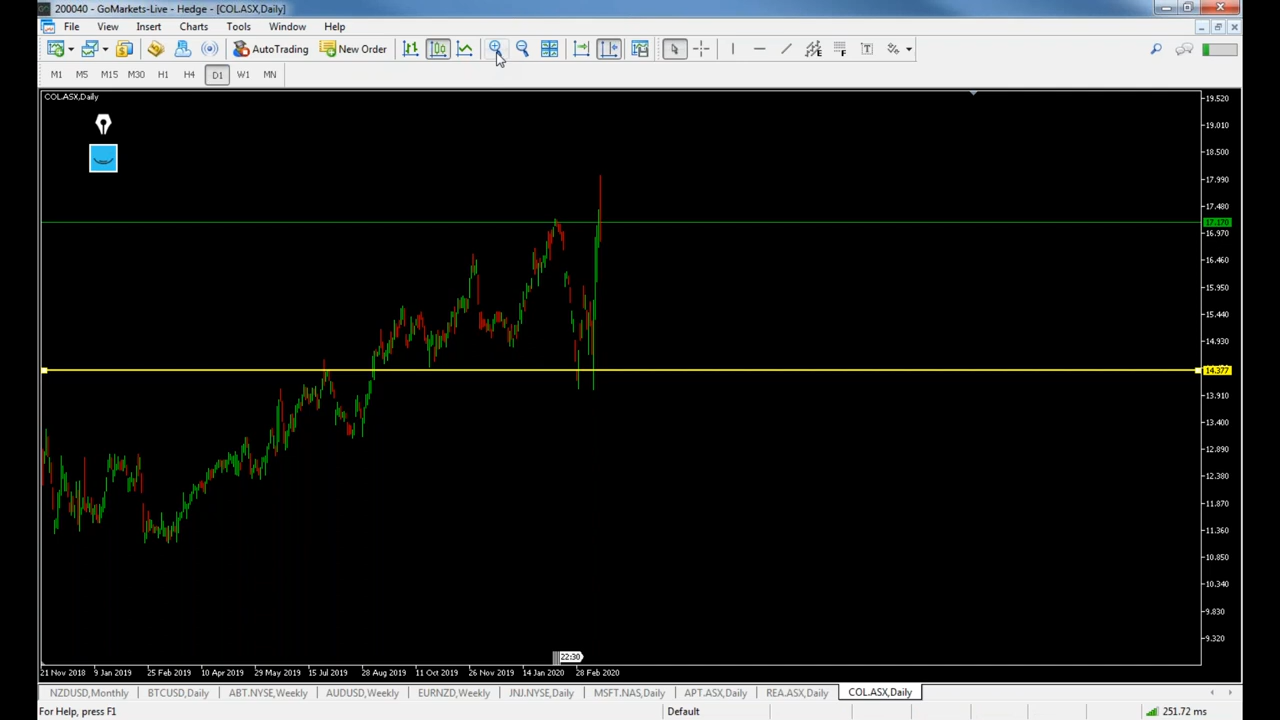 200040 - GoMarkets-Live - Hedge - [COL.ASX,Daily]
File View Insert Charts Tools Window Help
AutoTrading New Order
M1 M5 M15 M30 H1 H4 D1 W1 MN
COL.ASX,Daily
19.520
19.010
18.500
17.990
17.480
17.170
16.970
16.460
15.950
15.440
14.930
14.377
13.910
13.400
12.890
12.380
11.870
11.360
10.850
10.340
9.830
9.320
22:30
21 Nov 2018 9 Jan 2019 25 Feb 2019 10 Apr 2019 29 May 2019 15 Jul 2019 28 Aug 2019 11 Oct 2019 26 Nov 2019 14 Jan 2020 28 Feb 2020
NZDUSD,Monthly BTCUSD,Daily ABT.NYSE,Weekly AUDUSD,Weekly EURNZD,Weekly JNJ.NYSE,Daily MSFT.NAS,Daily APT.ASX,Daily REA.ASX,Daily COL.ASX,Daily
For Help, press F1 Default 251.72 ms